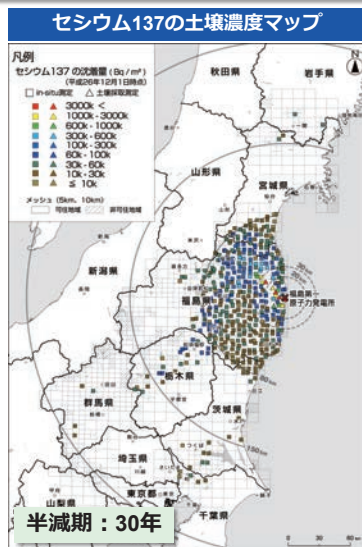 セシウム137の土壌濃度マップ
凡例
セシウム137 の沈着量 (Bq / m²)
(平成26年12月1日時点)
in-situ測定 土壌採取測定
3000k <
1000k - 3000k
600k - 1000k
300k - 600k
100k - 300k
60k - 100k
30k - 60k
10k - 30k
≦ 10k
メッシュ (5km、10km)
可住地域 非可住地域
N
秋田県
岩手県
山形県
宮城県
新潟県
福島県
福島第一
原子力発電所
栃木県
群馬県
茨城県
埼玉県
東京都
山梨県
千葉県
半減期：30年